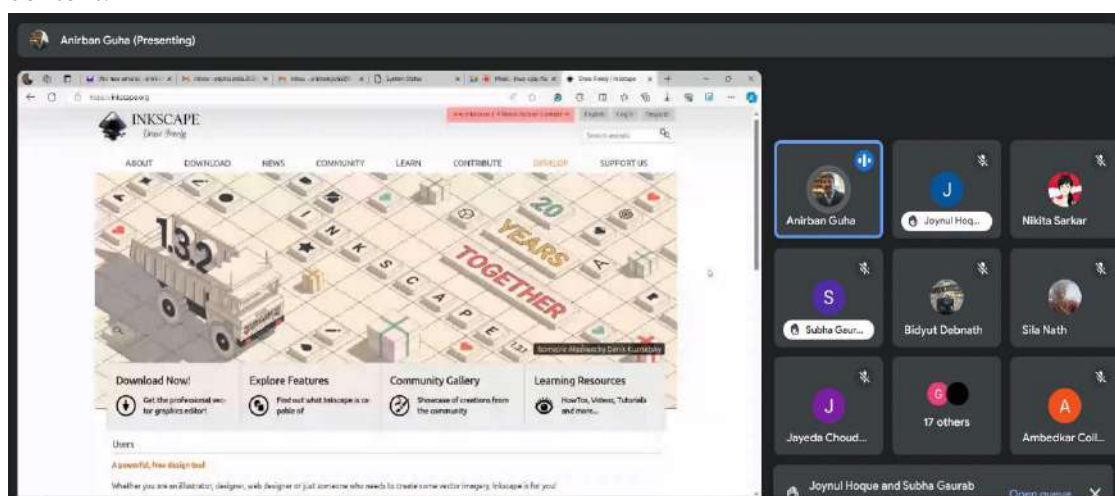 Anirban Guha (Presenting)
INKSCAPE
Draw Freely
ABOUT DOWNLOAD NEWS COMMUNITY LEARN CONTRIBUTE DEVELOP SUPPORT US
1.3.2
INKSCAPE
20
YEARS
TOGETHER
Download Now!
Get the professional vec-
tor graphics editor!
Explore Features
Find out what Inkscape is ca-
pable of
Community Gallery
Showcase of creations from
the community
Learning Resources
HowTos, Videos, Tutorials
and more...
Users
A powerful, free design tool
Whether you are an illustrator, designer, web designer or just someone who needs to create some vector imagery, Inkscape is for you!
Anirban Guha
J
Joynul Hoq...
Nikita Sarkar
S
Subha Gaur...
Bidyut Debnath
Sila Nath
J
Jayeda Choud...
G
17 others
A
Ambedkar Coll...
Joynul Hoque and Subha Gaurab
Open queue